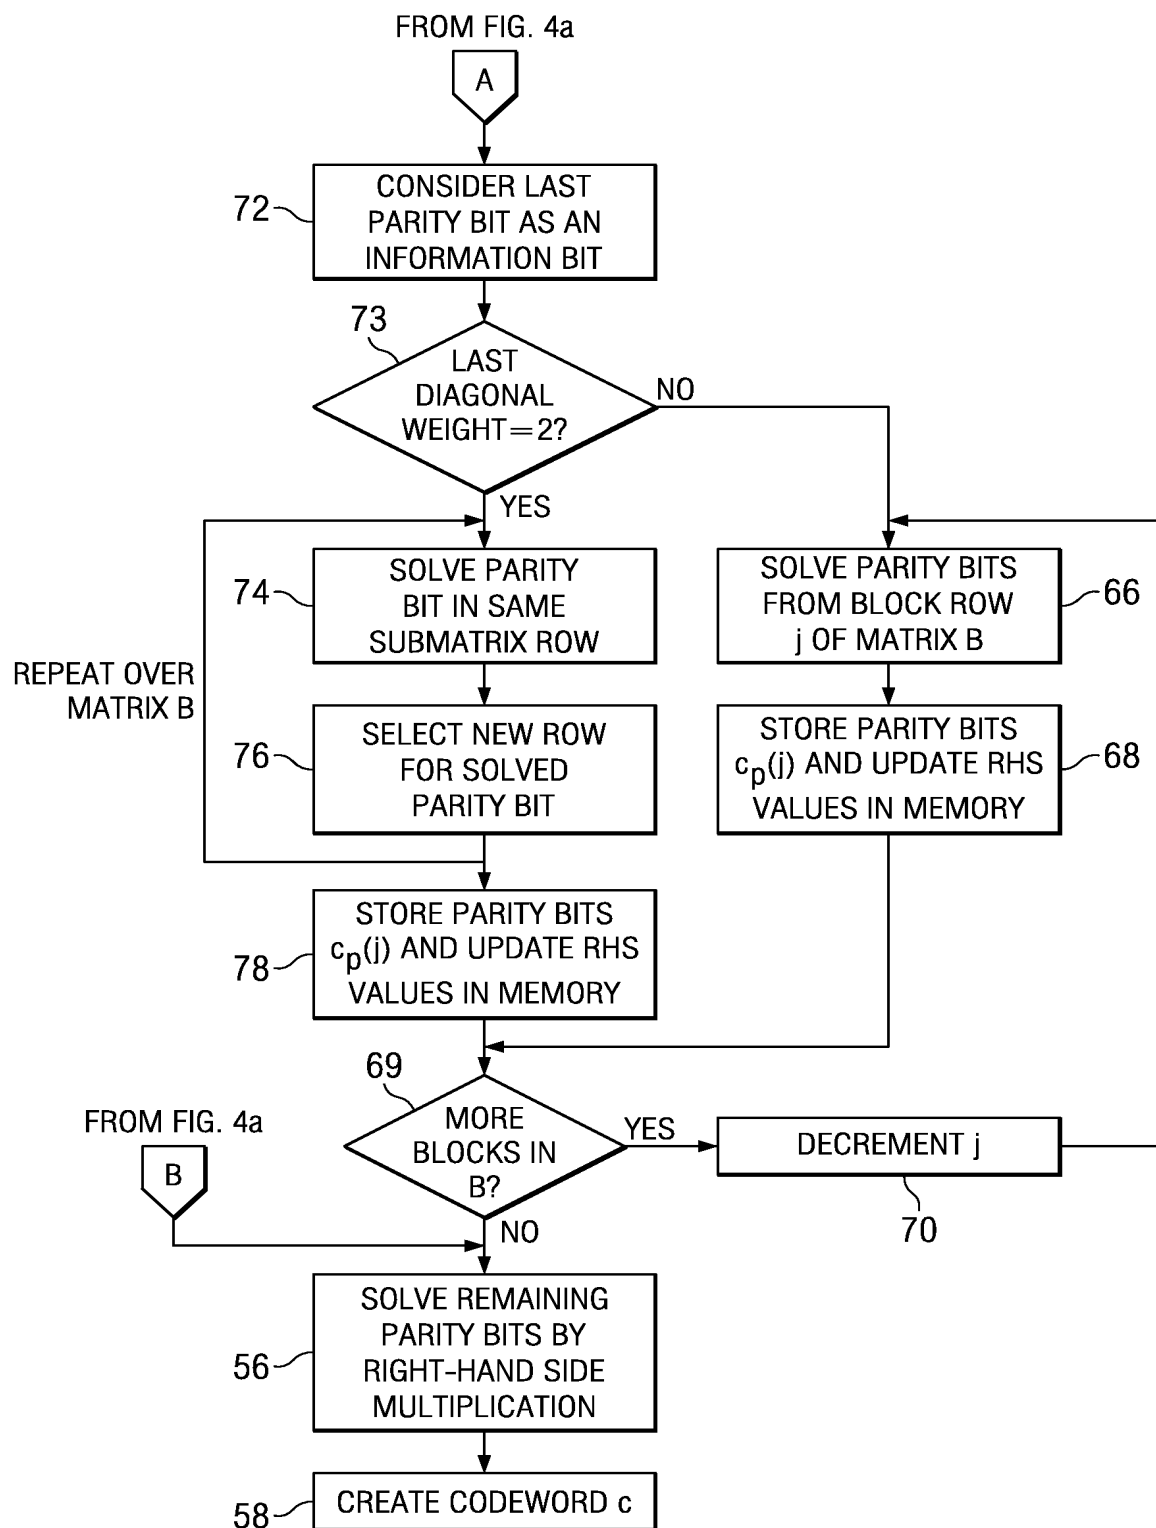 FROM FIG. 4a
A
72
CONSIDER LAST
PARITY BIT AS AN
INFORMATION BIT
73
LAST
DIAGONAL
WEIGHT=2?
NO
YES
74
SOLVE PARITY
BIT IN SAME
SUBMATRIX ROW
SOLVE PARITY BITS
FROM BLOCK ROW
j OF MATRIX B
66
REPEAT OVER
MATRIX B
76
SELECT NEW ROW
FOR SOLVED
PARITY BIT
STORE PARITY BITS
cp(j) AND UPDATE RHS
VALUES IN MEMORY
68
78
STORE PARITY BITS
cp(j) AND UPDATE RHS
VALUES IN MEMORY
69
MORE
BLOCKS IN
B?
YES
DECREMENT j
70
FROM FIG. 4a
B
NO
56
SOLVE REMAINING
PARITY BITS BY
RIGHT-HAND SIDE
MULTIPLICATION
58
CREATE CODEWORD c